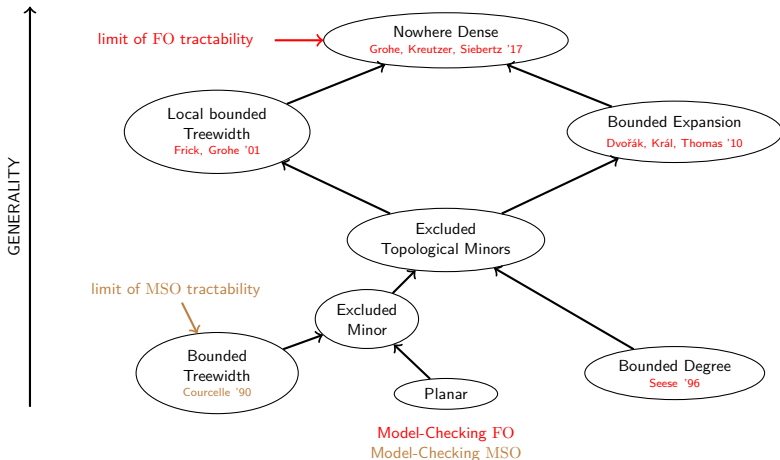 limit of FO tractability
Nowhere Dense
Grohe, Kreutzer, Siebertz '17
Local bounded
Treewidth
Frick, Grohe '01
Bounded Expansion
Dvořák, Král, Thomas '10
GENERALITY
Excluded
Topological Minors
limit of MSO tractability
Excluded
Minor
Bounded
Treewidth
Courcelle '90
Planar
Bounded Degree
Seese '96
Model-Checking FO
Model-Checking MSO